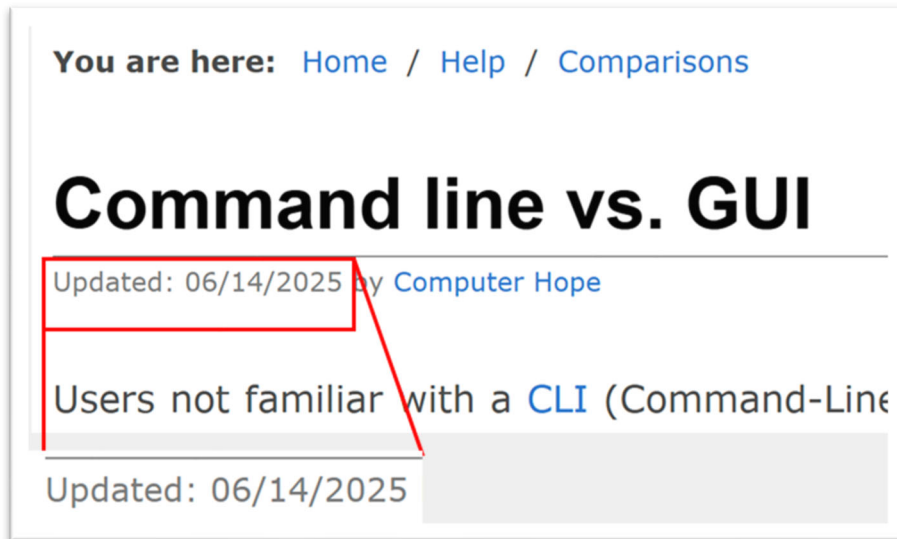 You are here: Home / Help / Comparisons
Command line vs. GUI
Updated: 06/14/2025 by Computer Hope
Users not familiar with a CLI (Command-Line
Updated: 06/14/2025